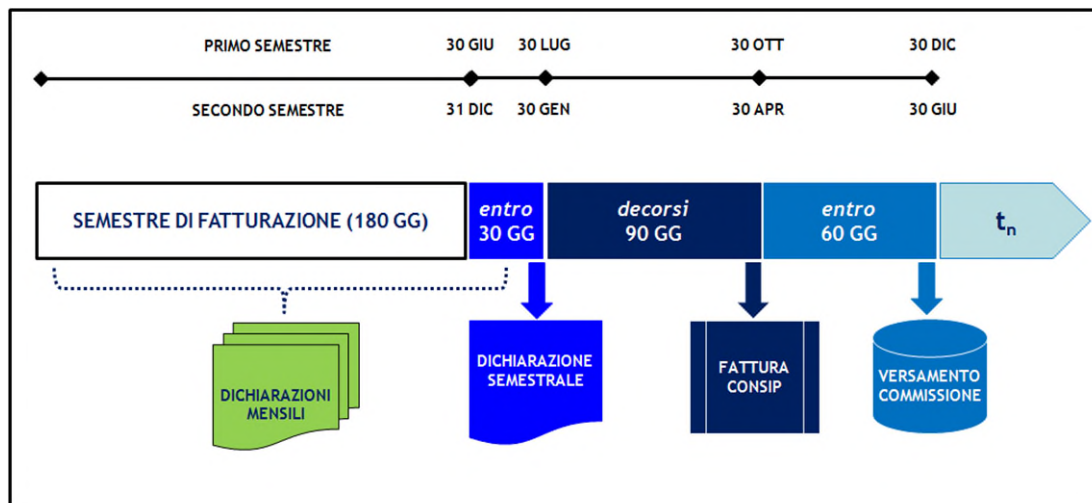 PRIMO SEMESTRE 30 GIU 30 LUG 30 OTT 30 DIC
SECONDO SEMESTRE 31 DIC 30 GEN 30 APR 30 GIU
SEMESTRE DI FATTURAZIONE (180 GG)
entro
30 GG
decorsi
90 GG
entro
60 GG
tn
DICHIARAZIONI
MENSILI
DICHIARAZIONE
SEMESTRALE
FATTURA
CONSIP
VERSAMENTO
COMMISSIONE